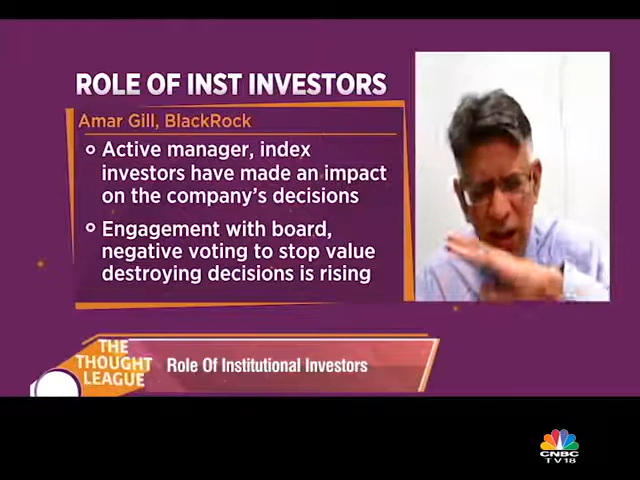 ROLE OF INST INVESTORS
Amar Gill, BlackRock
Active manager, index
investors have made an impact
on the company's decisions
Engagement with board,
negative voting to stop value
destroying decisions is rising
THE
THOUGHT
LEAGUE
Role Of Institutional Investors
CNBC
TV18